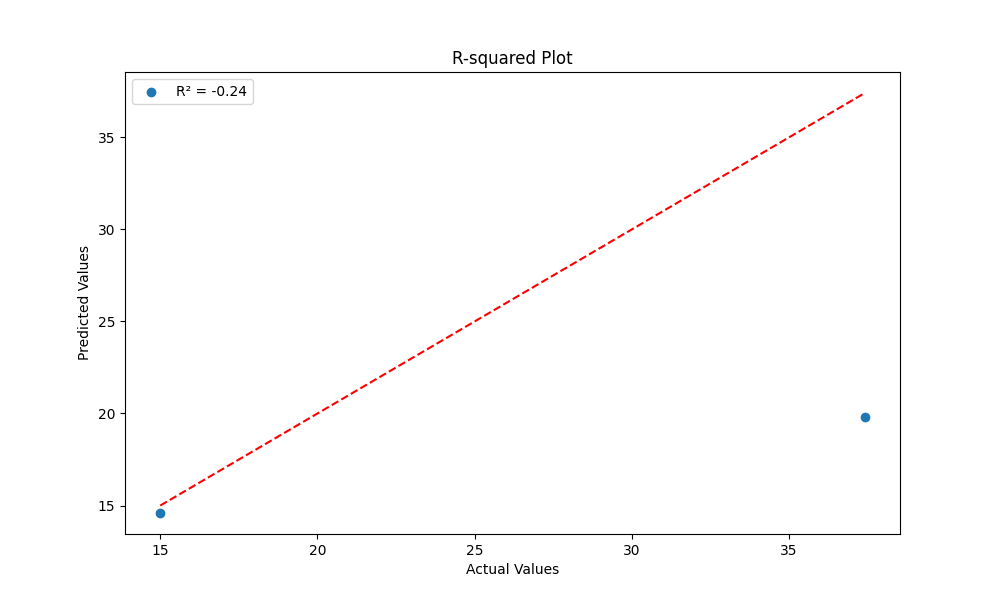 R-squared Plot
R² = -0.24
Predicted Values
35
30
25
20
15
15
20
25
30
35
Actual Values